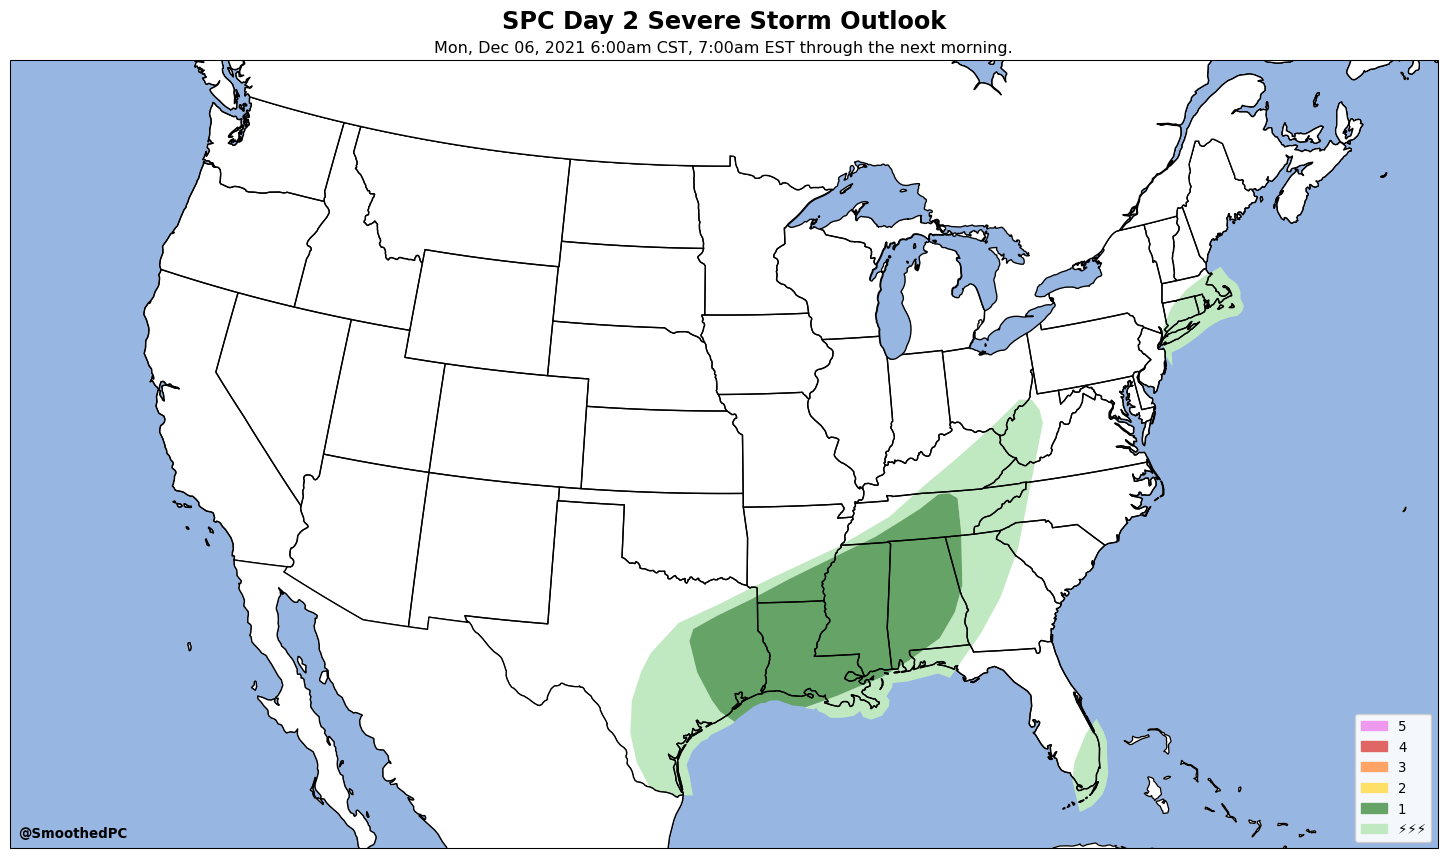 SPC Day 2 Severe Storm Outlook
Mon, Dec 06, 2021 6:00am CST, 7:00am EST through the next morning.
5
4
3
2
1
⚡⚡⚡
@SmoothedPC